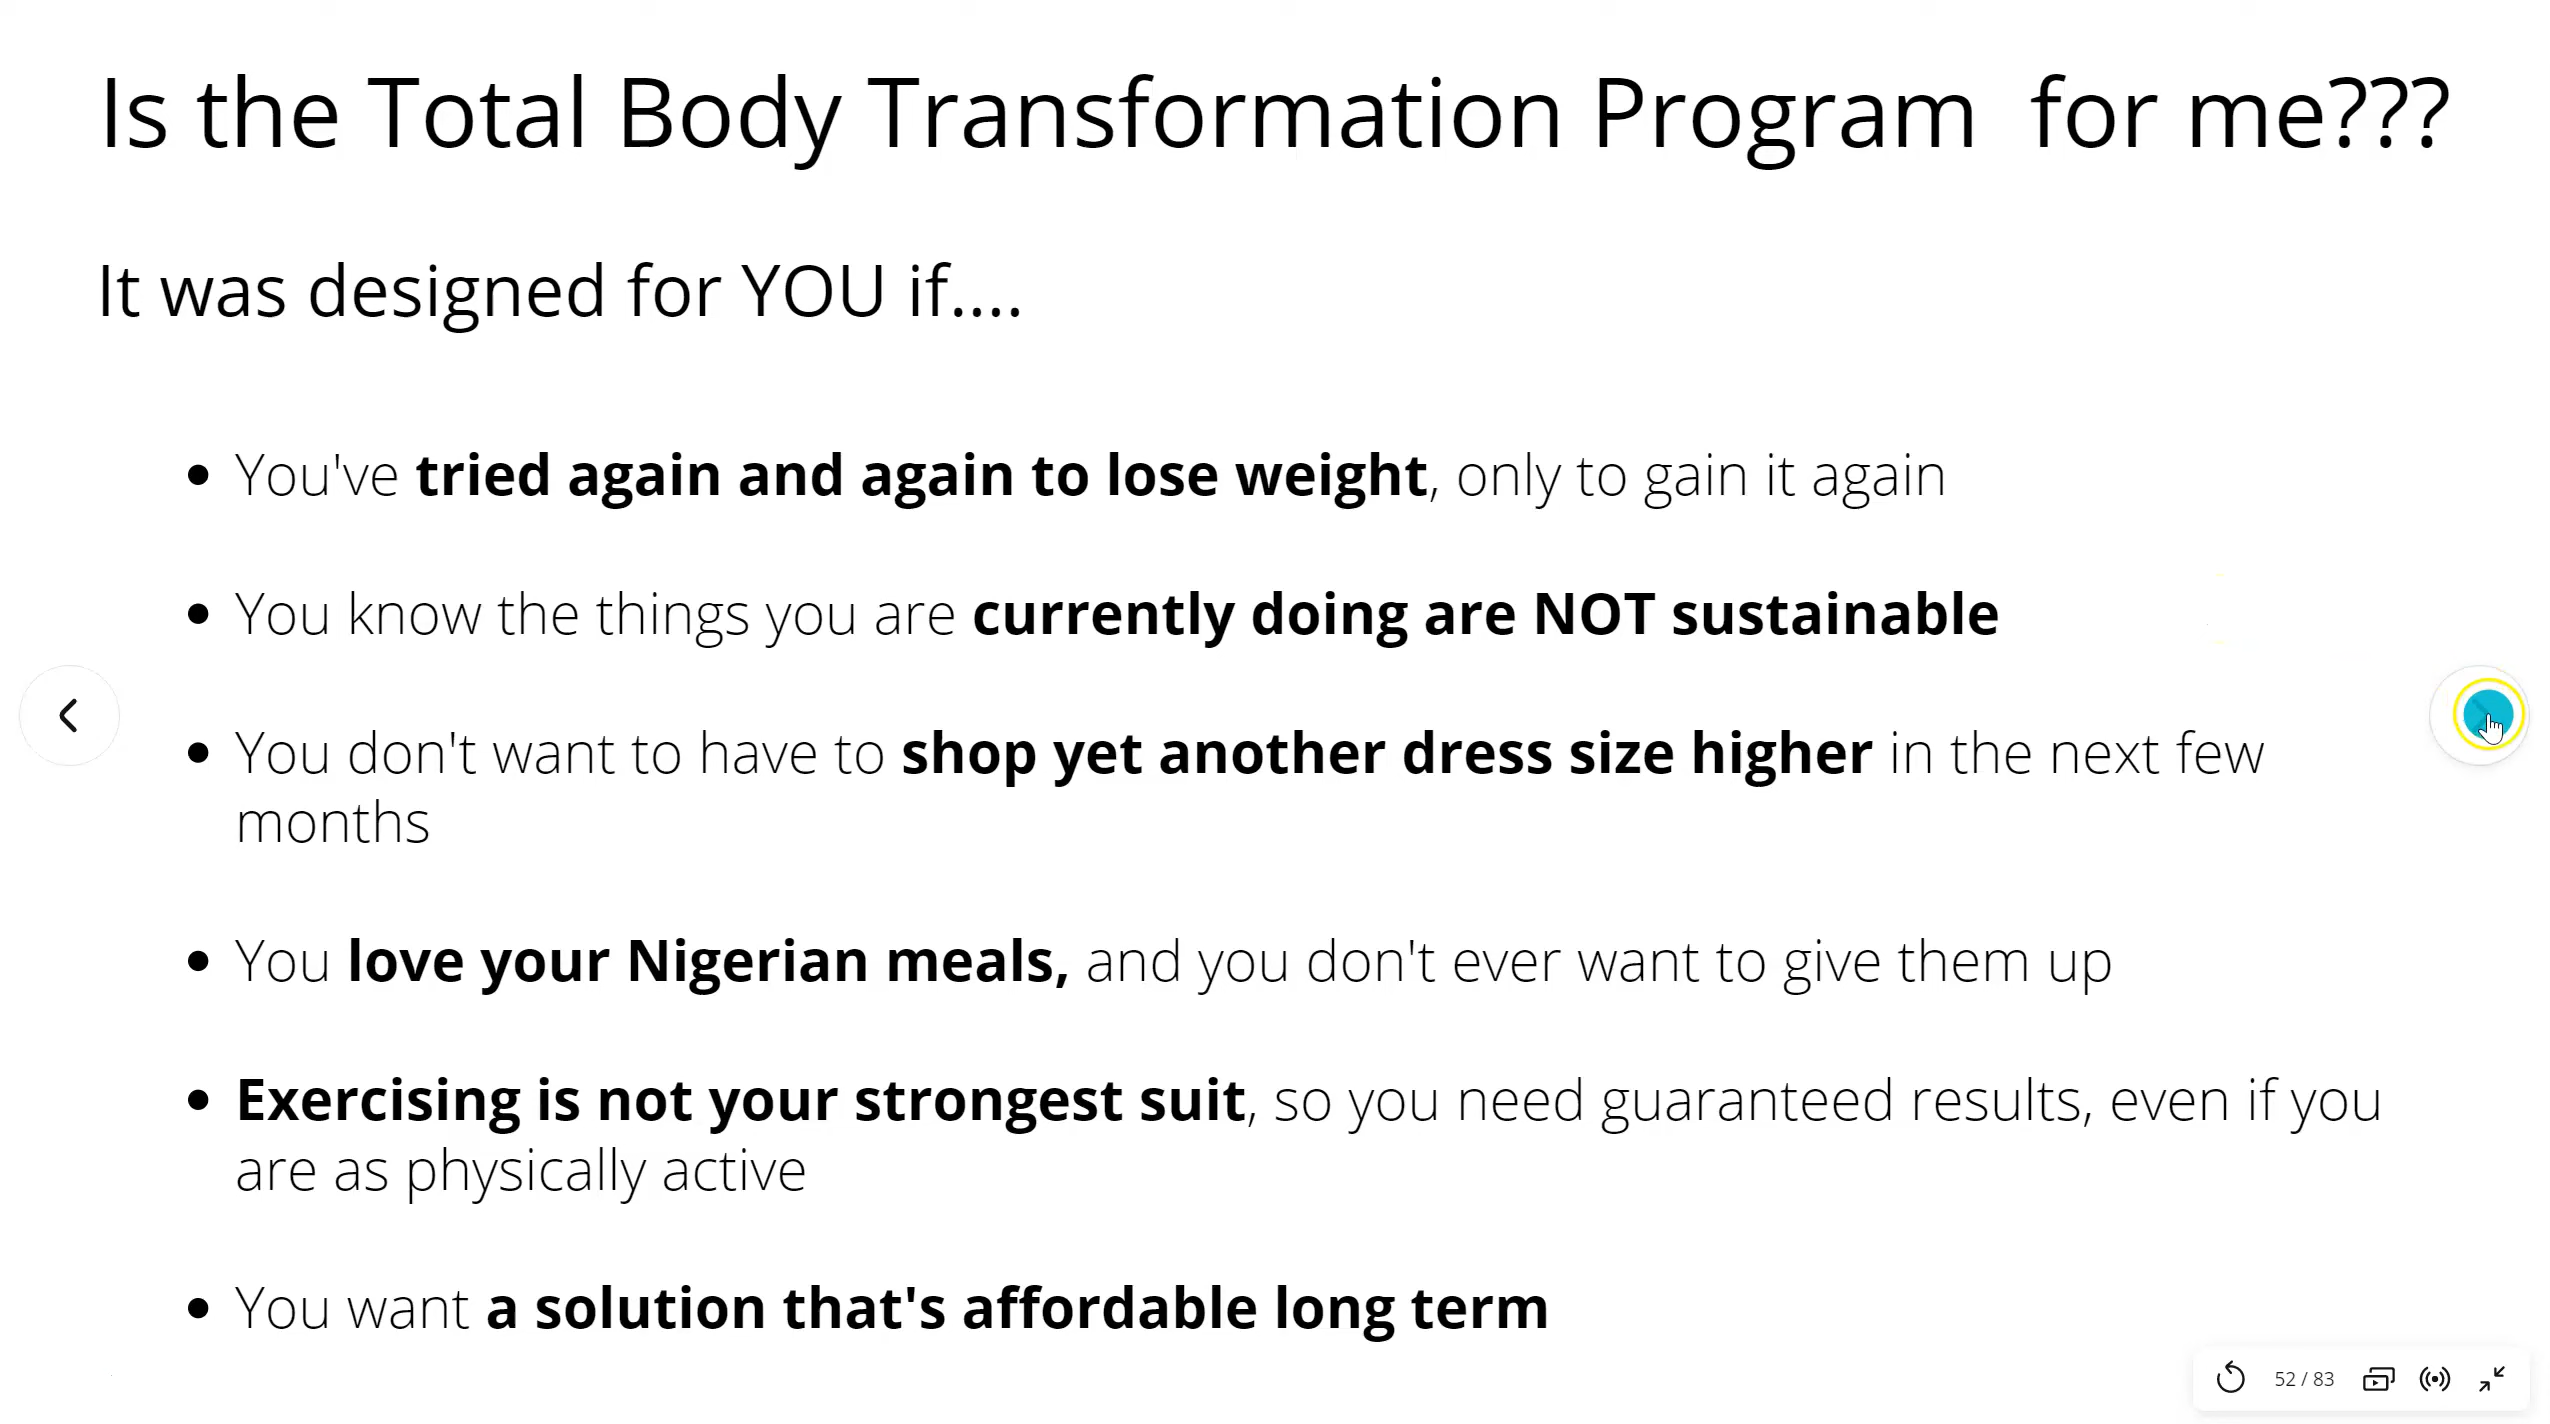 Is the Total Body Transformation Program  for me???
It was designed for YOU if....
• You've tried again and again to lose weight, only to gain it again
• You know the things you are currently doing are NOT sustainable
• You don't want to have to shop yet another dress size higher in the next few
months
• You love your Nigerian meals, and you don't ever want to give them up
• Exercising is not your strongest suit, so you need guaranteed results, even if you
are as physically active
• You want a solution that's affordable long term
52 / 83